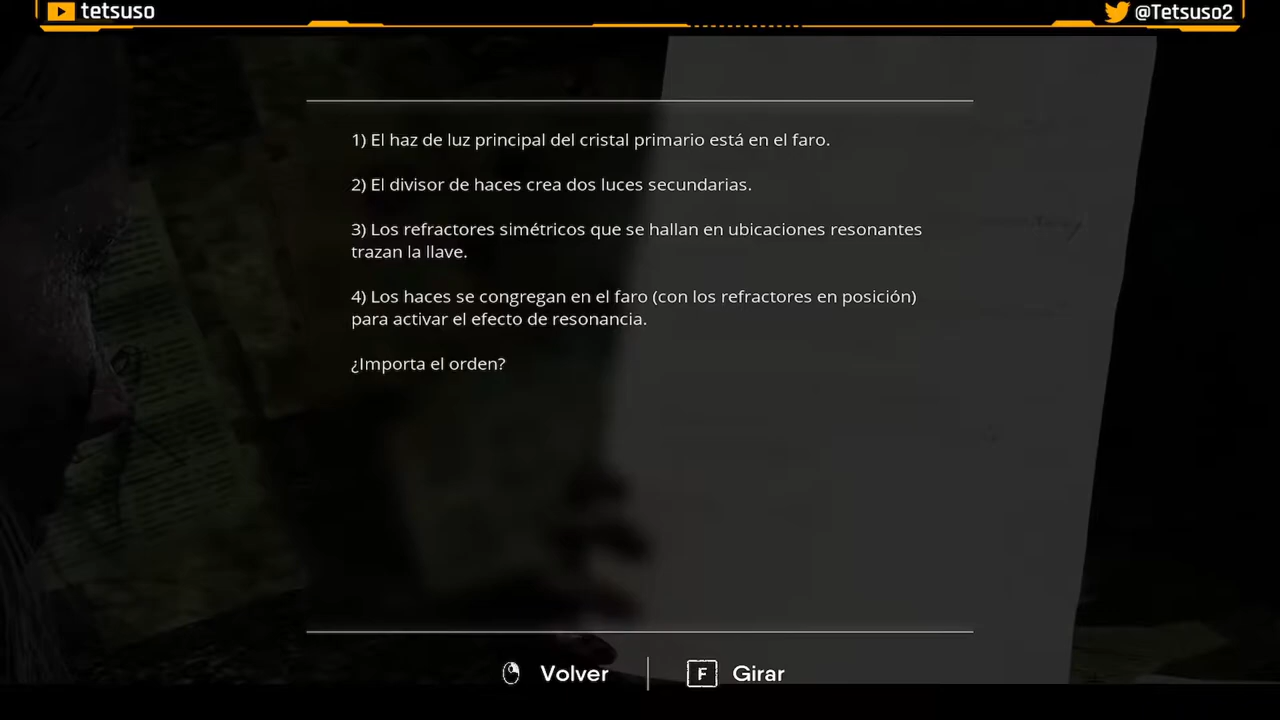 tetsuso
@Tetsuso2
1) El haz de luz principal del cristal primario está en el faro.
2) El divisor de haces crea dos luces secundarias.
3) Los refractores simétricos que se hallan en ubicaciones resonantes
trazan la llave.
4) Los haces se congregan en el faro (con los refractores en posición)
para activar el efecto de resonancia.
¿Importa el orden?
Volver
F
Girar